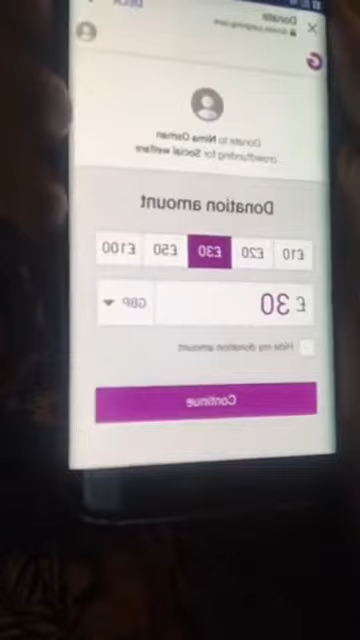 Donate
Donate to Nima Osman
crowdfunding for Social welfare
Donation amount
£10 £20 £30 £50 £100
£ 30 GBP
Hide my donation amount
Continue